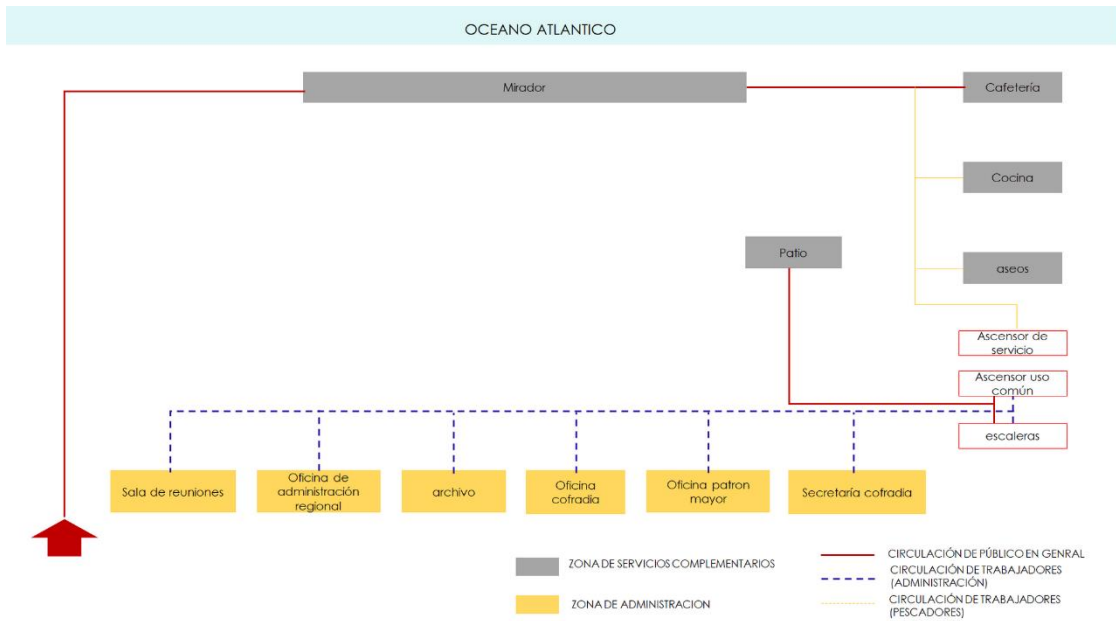 OCEANO ATLANTICO
Mirador
Cafetería
Cocina
Patio
aseos
Ascensor de
servicio
Ascensor uso
común
escaleras
Sala de reuniones
Oficina de
administración
regional
archivo
Oficina
cofradia
Oficina patron
mayor
Secretaría cofradia
ZONA DE SERVICIOS COMPLEMENTARIOS
ZONA DE ADMINISTRACION
CIRCULACIÓN DE PÚBLICO EN GENRAL
CIRCULACIÓN DE TRABAJADORES
(ADMINISTRACIÓN)
CIRCULACIÓN DE TRABAJADORES
(PESCADORES)